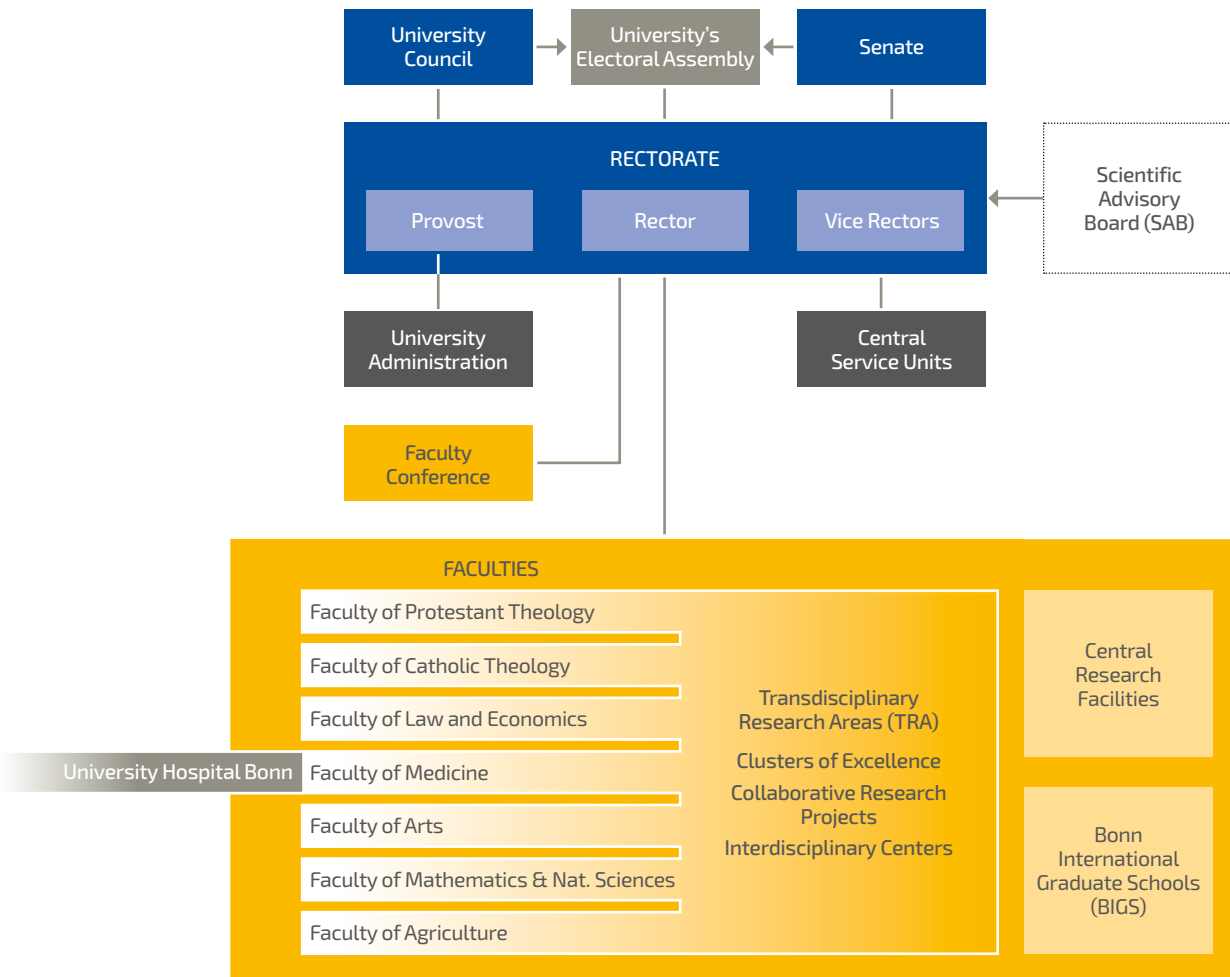 University
Council
University's
Electoral Assembly
Senate
RECTORATE
Provost
Rector
Vice Rectors
Scientific
Advisory
Board (SAB)
University
Administration
Central
Service Units
Faculty
Conference
FACULTIES
Faculty of Protestant Theology
Faculty of Catholic Theology
Faculty of Law and Economics
University Hospital Bonn
Faculty of Medicine
Faculty of Arts
Faculty of Mathematics & Nat. Sciences
Faculty of Agriculture
Transdisciplinary
Research Areas (TRA)
Clusters of Excellence
Collaborative Research
Projects
Interdisciplinary Centers
Central
Research
Facilities
Bonn
International
Graduate Schools
(BIGS)